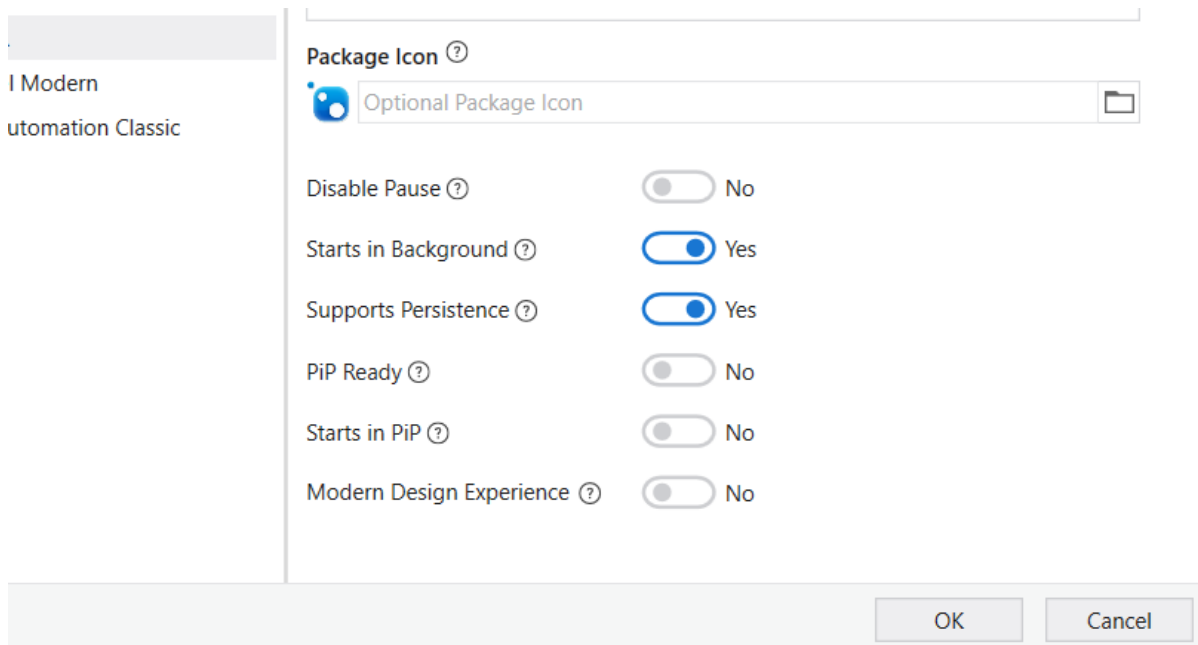 Package Icon ?
l Modern
Optional Package Icon
utomation Classic
Disable Pause ? No
Starts in Background ? Yes
Supports Persistence ? Yes
PiP Ready ? No
Starts in PiP ? No
Modern Design Experience ? No
OK Cancel